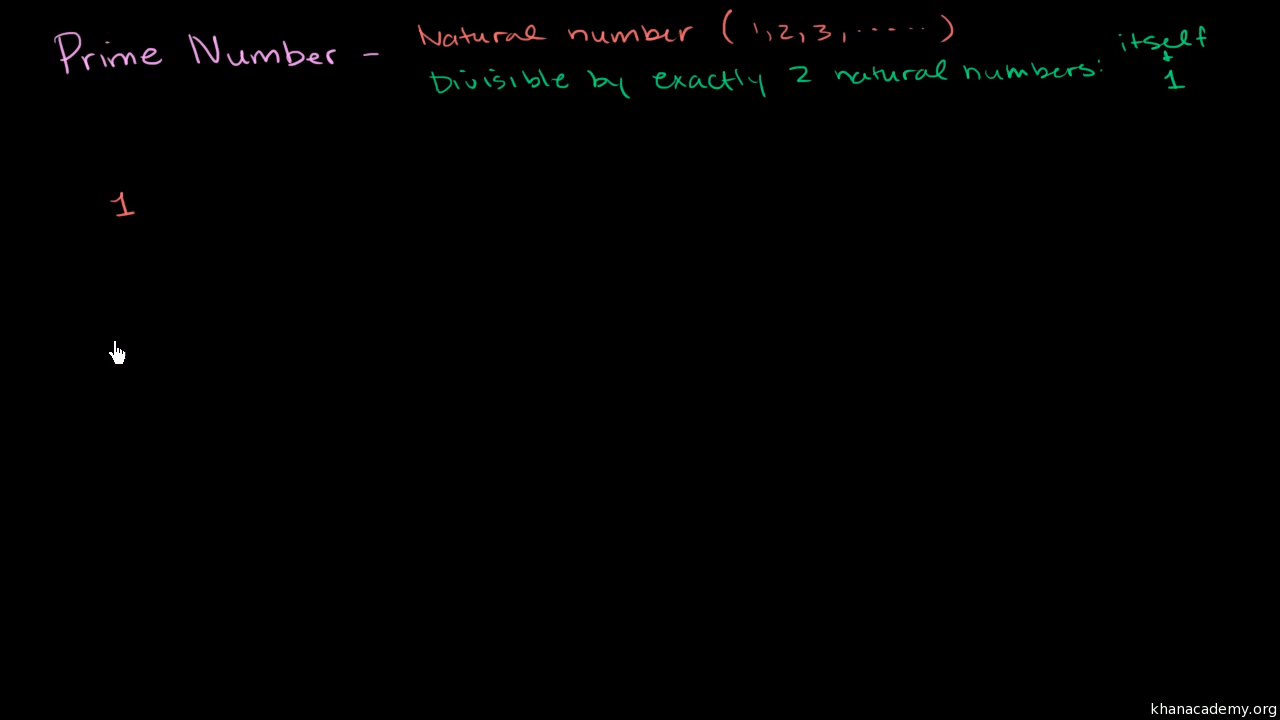 Prime Number - Natural number (1,2,3,......)
Divisible by exactly 2 natural numbers: itself + 1
1
khanacademy.org